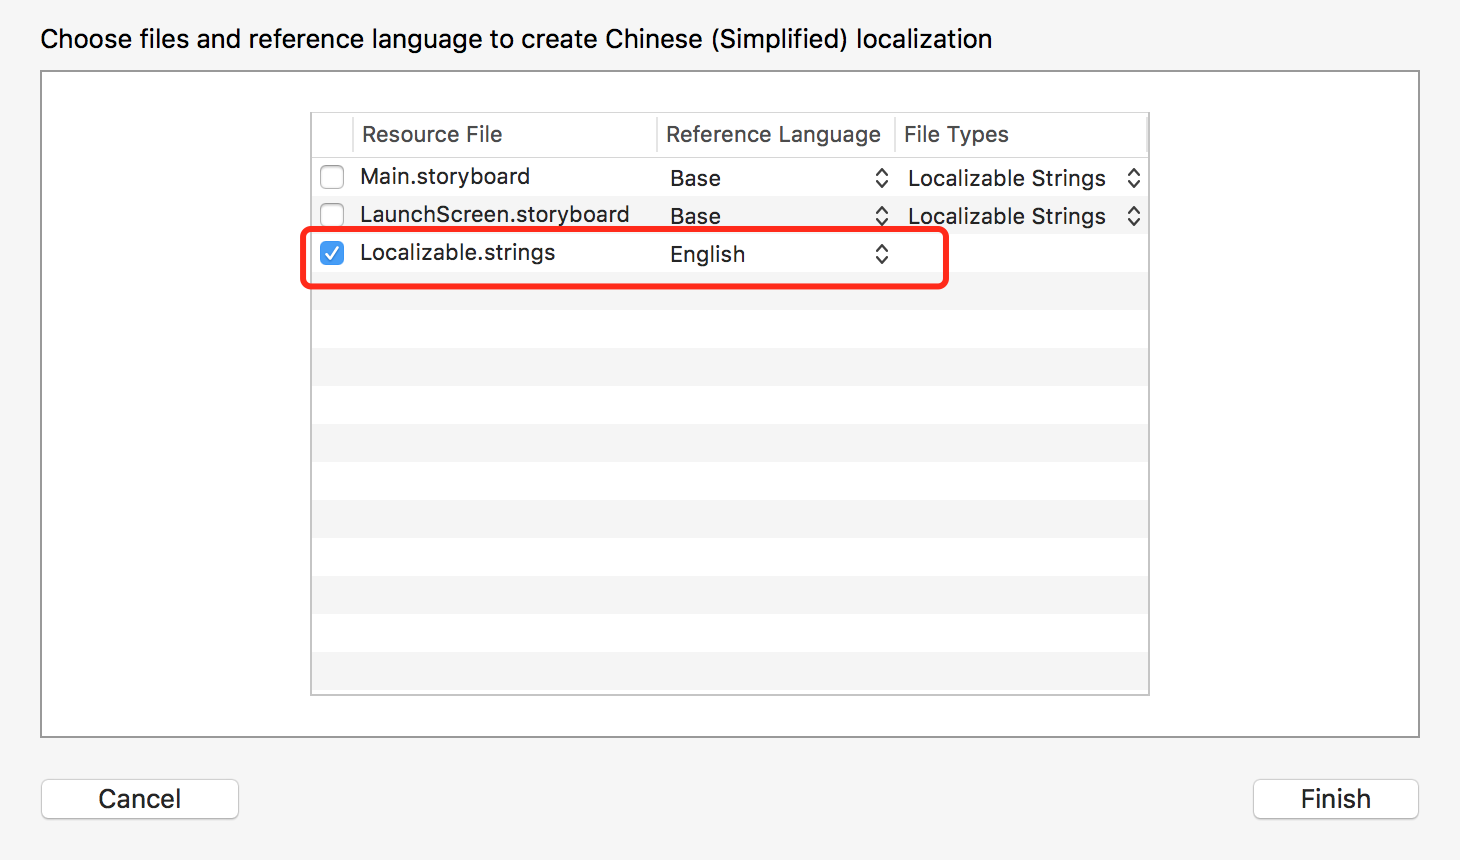 Choose files and reference language to create Chinese (Simplified) localization
Resource File Reference Language File Types
Main.storyboard Base Localizable Strings
LaunchScreen.storyboard Base Localizable Strings
Localizable.strings English
Cancel Finish